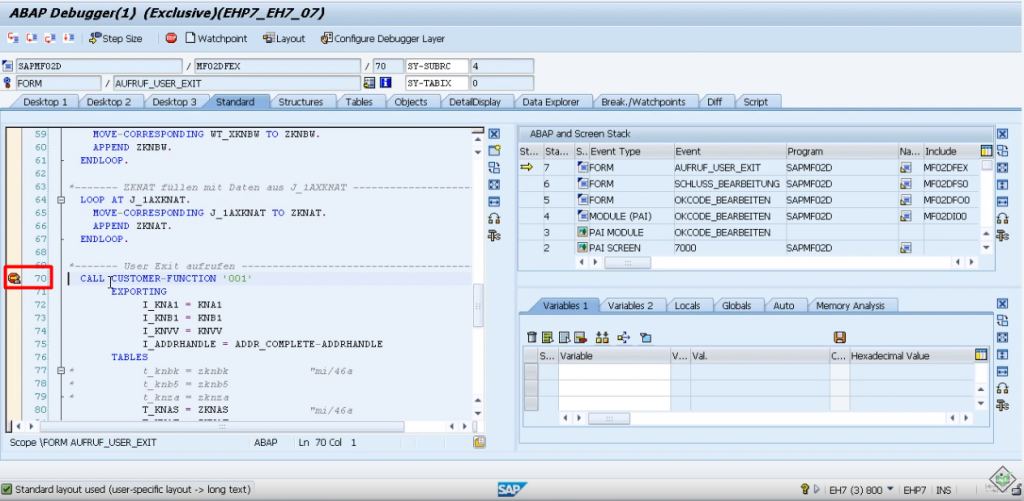 ABAP Debugger(1) (Exclusive)(EHP7_EH7_07)
Step Size Watchpoint Layout Configure Debugger Layer
SAPMF02D / MF02DFEX / 70 SY-SUBRC 4
FORM / AUFRUF_USER_EXIT SY-TABIX 0
Desktop 1 Desktop 2 Desktop 3 Standard Structures Tables Objects DetailDisplay Data Explorer Break./Watchpoints Diff Script
59 MOVE-CORRESPONDING WT_XKNBW TO ZKNBW.
60 APPEND ZKNBW.
61 ENDLOOP.
62
63 *------- ZKNAT füllen mit Daten aus J_1AXKNAT -----------------
64 LOOP AT J_1AXKNAT.
65 MOVE-CORRESPONDING J_1AXKNAT TO ZKNAT.
66 APPEND ZKNAT.
67 ENDLOOP.
68
69 *------- User Exit aufrufen --------------------------------
70 CALL CUSTOMER-FUNCTION '001'
71 EXPORTING
72 I_KNA1 = KNA1
73 I_KNB1 = KNB1
74 I_KNVV = KNVV
75 I_ADDRHANDLE = ADDR_COMPLETE-ADDRHANDLE
76 TABLES
77 * t_knbk = zknbk "mi/46a
78 * t_knb5 = zknb5
79 * t_knza = zknza
80 T_KNAS = ZKNAS "mi/46a
Scope \FORM AUFRUF_USER_EXIT ABAP Ln 70 Col 1
ABAP and Screen Stack
St... Sta... S.. Event Type Event Program Na... Include
7 FORM AUFRUF_USER_EXIT SAPMF02D MF02DFEX
6 FORM SCHLUSS_BEARBEITUNG SAPMF02D MF02DFS0
5 FORM OKCODE_BEARBEITEN SAPMF02D MF02DFO0
4 MODULE (PAI) OKCODE_BEARBEITEN SAPMF02D MF02DI00
3 PAI MODULE OKCODE_BEARBEITEN
2 PAI SCREEN 7000 SAPMF02D
Variables 1 Variables 2 Locals Globals Auto Memory Analysis
S... Variable V... Val. C... Hexadecimal Value
Standard layout used (user-specific layout -> long text)
SAP
EH7 (3) 800 EHP7 INS